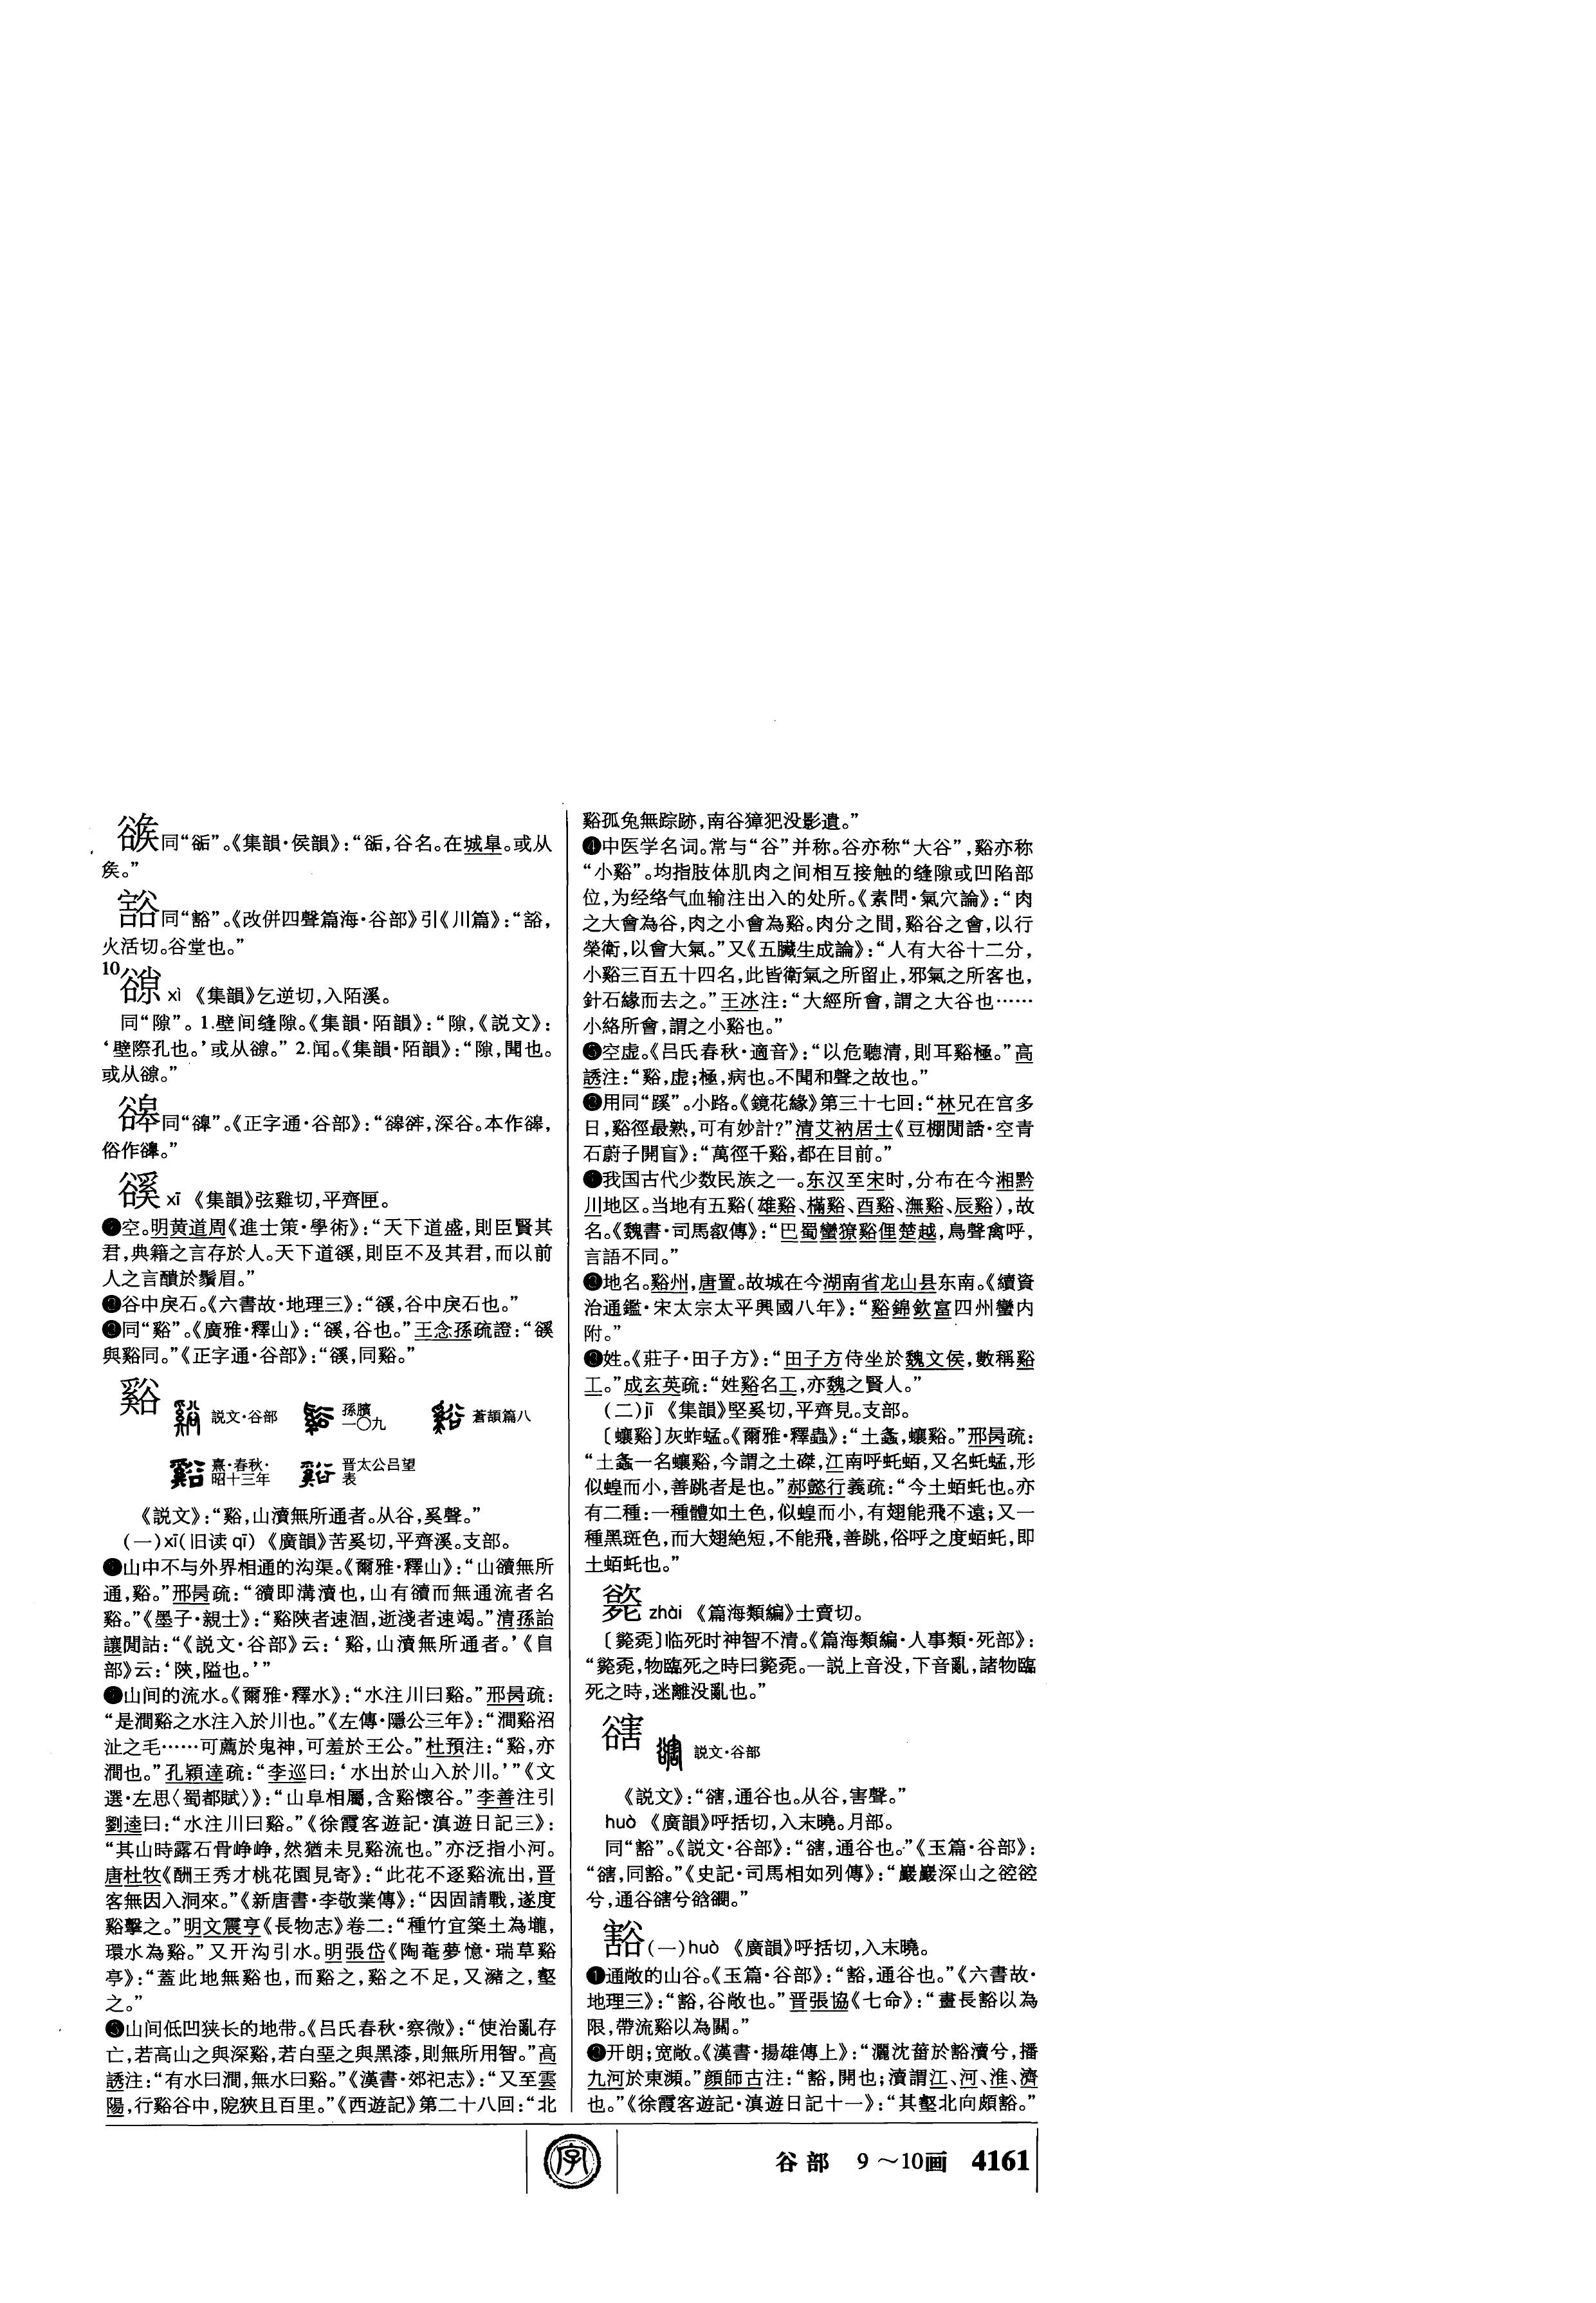 同“㖃”。《集韻·侯韻》：“，谷名。在城皐。或从
矦。”
同“豁”。《改併四聲篇海·谷部》引《川篇》：“豁，
火活切。谷堂也。”
10
xì 《集韻》乞逆切，入陌溪。
同“隙”。1.壁间缝隙。《集韻·陌韻》：“隙，《説文》：
‘壁際孔也。’或从。” 2.闻。《集韻·陌韻》：“隙，聞也。
或从。”
同“”。《正字通·谷部》：“，深谷。本作，
俗作。”
豀 xī 《集韻》弦雞切，平齊匣。
空。明黄道周《進士策·學術》：“天下道盛，則臣賢其
君，典籍之言存於人。天下道豀，則臣不及其君，而以前
人之言馈於鬚眉。”
❷谷中戾石。《六書故·地理三》：“豀，谷中戾石也。”
同“谿”。《廣雅·釋山》：“豀，谷也。”王念孫疏證：“豀
與谿同。”《正字通·谷部》：“豀，同谿。”
谿
説文·谷部 孫臏一〇九 蒼頡篇八
熹·春秋·昭十三年 晋太公吕望表
《説文》：“谿，山瀆無所通者。从谷，奚聲。”
（一）xī（旧读qī） 《廣韻》苦奚切，平齊溪。支部。
山中不与外界相通的沟渠。《爾雅·釋山》：“山豄無所
通，谿。”邢昺疏：“豄即溝瀆也，山有豄而無通流者名
谿。”《墨子·親士》：“谿陜者速涸，逝淺者速竭。”清孫詒
讓閒詁：“《説文·谷部》云：‘谿，山瀆無所通者。’《𨸏
部》云：‘陜，隘也。’”
山间的流水。《爾雅·釋水》：“水注川曰谿。”邢昺疏：
“是澗谿之水注入於川也。”《左傳·隱公三年》：“澗谿沼
沚之毛……可薦於鬼神，可羞於王公。”杜預注：“谿，亦
澗也。”孔穎達疏：“李巡曰：‘水出於山入於川。’”《文
選·左思〈蜀都賦〉》：“山阜相屬，含谿懷谷。”李善注引
劉逵曰：“水注川曰谿。”《徐霞客遊記·滇遊日記三》：
“其山時露石骨崢崢，然猶未見谿流也。”亦泛指小河。
唐杜牧《酬王秀才桃花園見寄》：“此花不逐谿流出，晋
客無因入洞來。”《新唐書·李敬業傳》：“因固請戰，遂度
谿擊之。”明文震亨《長物志》卷二：“種竹宜築土為壠，
環水為谿。”又开沟引水。明張岱《陶菴夢憶·瑞草谿
亭》：“蓋此地無谿也，而谿之，谿之不足，又瀦之，壑
之。”
❸山间低凹狭长的地带。《吕氏春秋·察微》：“使治亂存
亡，若高山之與深谿，若白堊之與黑漆，則無所用智。”高
誘注：“有水曰澗，無水曰谿。”《漢書·郊祀志》：“又至雲
陽，行谿谷中，阸狹且百里。”《西遊記》第二十八回：“北
谿孤兔無踪跡，南谷獐犯没影遺。”
❹中医学名词。常与“谷”并称。谷亦称“大谷”，谿亦称
“小谿”。均指肢体肌肉之间相互接触的缝隙或凹陷部
位，为经络气血输注出入的处所。《素問·氣穴論》：“肉
之大會為谷，肉之小會為谿。肉分之間，谿谷之會，以行
榮衛，以會大氣。”又《五臟生成論》：“人有大谷十二分，
小谿三百五十四名，此皆衛氣之所留止，邪氣之所客也，
針石緣而去之。”王冰注：“大經所會，謂之大谷也……
小絡所會，謂之小谿也。”
❺空虚。《吕氏春秋·適音》：“以危聽清，則耳谿極。”高
誘注：“谿，虚；極，病也。不聞和聲之故也。”
用同“蹊”。小路。《鏡花緣》第三十七回：“林兄在宫多
日，谿徑最熟，可有妙計？”清艾衲居士《豆棚閒話·空青
石蔚子開盲》：“萬徑千谿，都在目前。”
我国古代少数民族之一。东汉至宋时，分布在今湘黔
川地区。当地有五谿（雄谿、樠谿、酉谿、潕谿、辰谿），故
名。《魏書·司馬叡傳》：“巴蜀蠻獠谿俚楚越，鳥聲禽呼，
言語不同。”
地名。谿州，唐置。故城在今湖南省龙山县东南。《續資
治通鑑·宋太宗太平興國八年》：“谿錦敘富四州蠻内
附。”
姓。《莊子·田子方》：“田子方侍坐於魏文侯，數稱谿
工。”成玄英疏：“姓谿名工，亦魏之賢人。”
（二）jī 《集韻》堅奚切，平齊見。支部。
〔蠰谿〕灰蚱蜢。《爾雅·釋蟲》：“土螽，蠰谿。”邢昺疏：
“土螽一名蠰谿，今謂之土磔，江南呼虴蛨，又名虴蜢，形
似蝗而小，善跳者是也。”郝懿行義疏：“今土蛨虴也。亦
有二種：一種體如土色，似蝗而小，有翅能飛不遠；又一
種黑斑色，而大翅絶短，不能飛，善跳，俗呼之度蛨虴，即
土蛨虴也。”
zhài 《篇海類編》士賣切。
〔〕临死时神智不清。《篇海類編·人事類·死部》：
“，物臨死之時曰。一説上音没，下音亂，諸物臨
死之時，迷離没亂也。”
䜆
説文·谷部
《説文》：“䜆，通谷也。从谷，害聲。”
huò 《廣韻》呼括切，入末曉。月部。
同“豁”。《説文·谷部》：“䜆，通谷也。”《玉篇·谷部》：
“䜆，同豁。”《史記·司馬相如列傳》：“巖巖深山之谾谾
兮，通谷䜆兮谽㘎。”
豁 （一）huò 《廣韻》呼括切，入末曉。
❶通敞的山谷。《玉篇·谷部》：“豁，通谷也。”《六書故·
地理三》：“豁，谷敞也。”晋張協《七命》：“畫長豁以為
限，帶流谿以為關。”
❷开朗；宽敞。《漢書·揚雄傳上》：“灑沈菑於豁瀆兮，播
九河於東瀕。”顔師古注：“豁，開也；瀆謂江、河、淮、濟
也。”《徐霞客遊記·滇遊日記十一》：“其壑北向頗豁。”
字
谷部 9～10画 4161